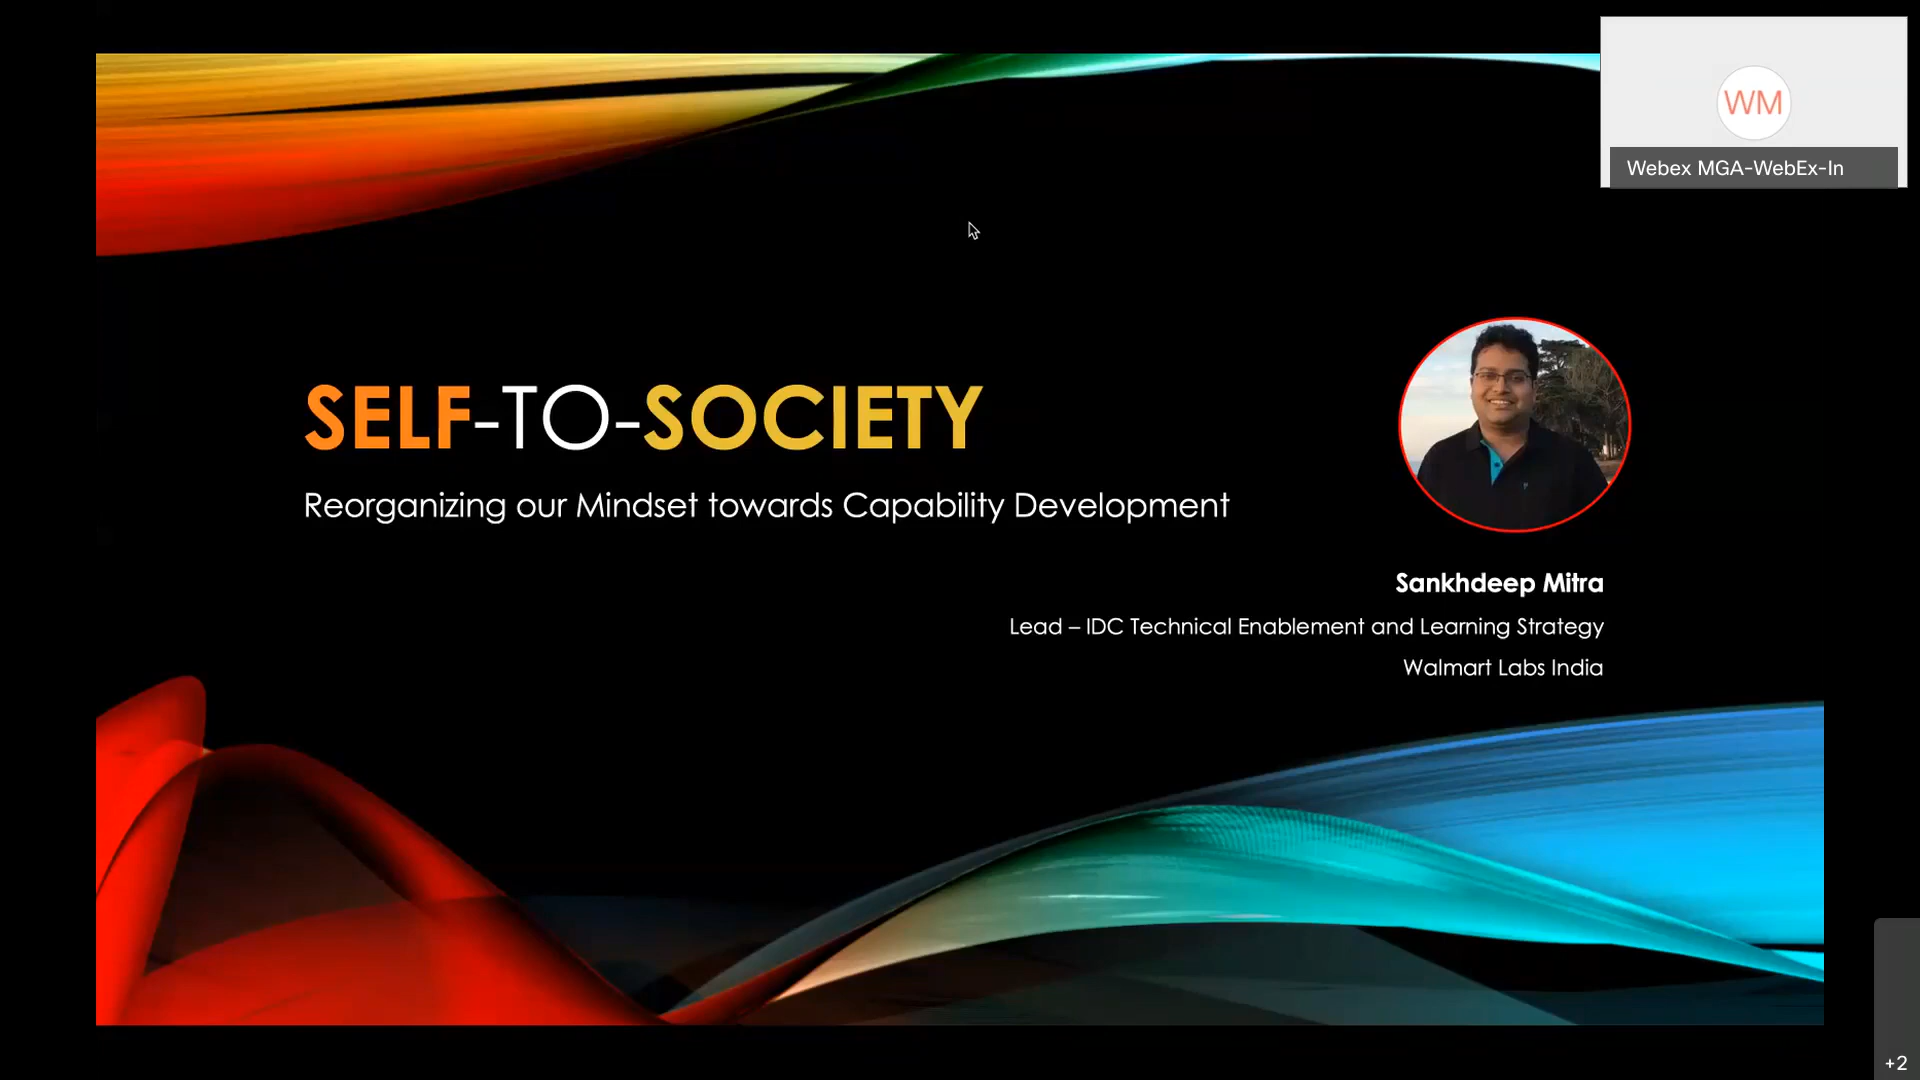 WM
Webex MGA-WebEx-In
SELF-TO-SOCIETY
Reorganizing our Mindset towards Capability Development
Sankhdeep Mitra
Lead – IDC Technical Enablement and Learning Strategy
Walmart Labs India
+2